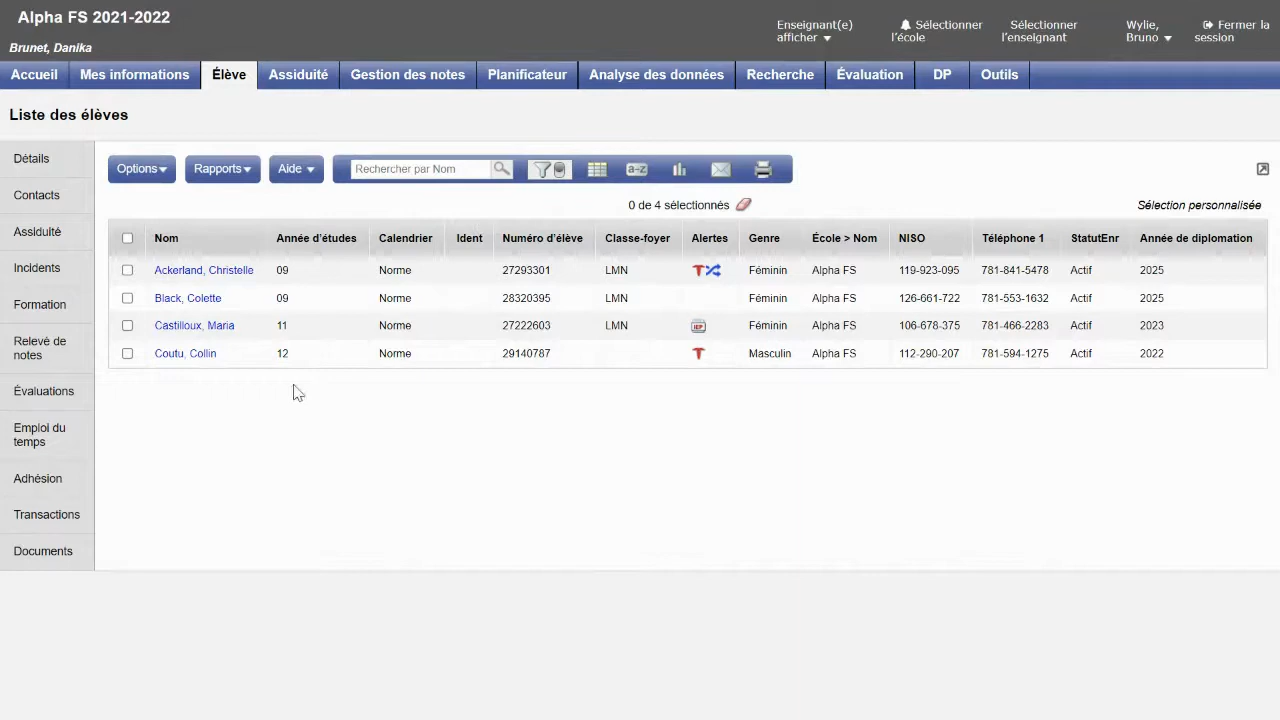 Alpha FS 2021-2022
Brunet, Danika
Enseignant(e) afficher
Sélectionner l'école
Sélectionner l'enseignant
Wylie, Bruno
Fermer la session
Accueil Mes informations Élève Assiduité Gestion des notes Planificateur Analyse des données Recherche Évaluation DP Outils
Liste des élèves
Détails
Contacts
Assiduité
Incidents
Formation
Relevé de
notes
Évaluations
Emploi du
temps
Adhésion
Transactions
Documents
Options Rapports Aide Rechercher par Nom a-z
0 de 4 sélectionnés Sélection personnalisée
Nom Année d'études Calendrier Ident Numéro d'élève Classe-foyer Alertes Genre École > Nom NISO Téléphone 1 StatutEnr Année de diplomation
Ackerland, Christelle 09 Norme 27293301 LMN Féminin Alpha FS 119-923-095 781-841-5478 Actif 2025
Black, Colette 09 Norme 28320395 LMN Féminin Alpha FS 126-661-722 781-553-1632 Actif 2025
Castilloux, Maria 11 Norme 27222603 LMN IEP Féminin Alpha FS 106-678-375 781-466-2283 Actif 2023
Coutu, Collin 12 Norme 29140787 Masculin Alpha FS 112-290-207 781-594-1275 Actif 2022